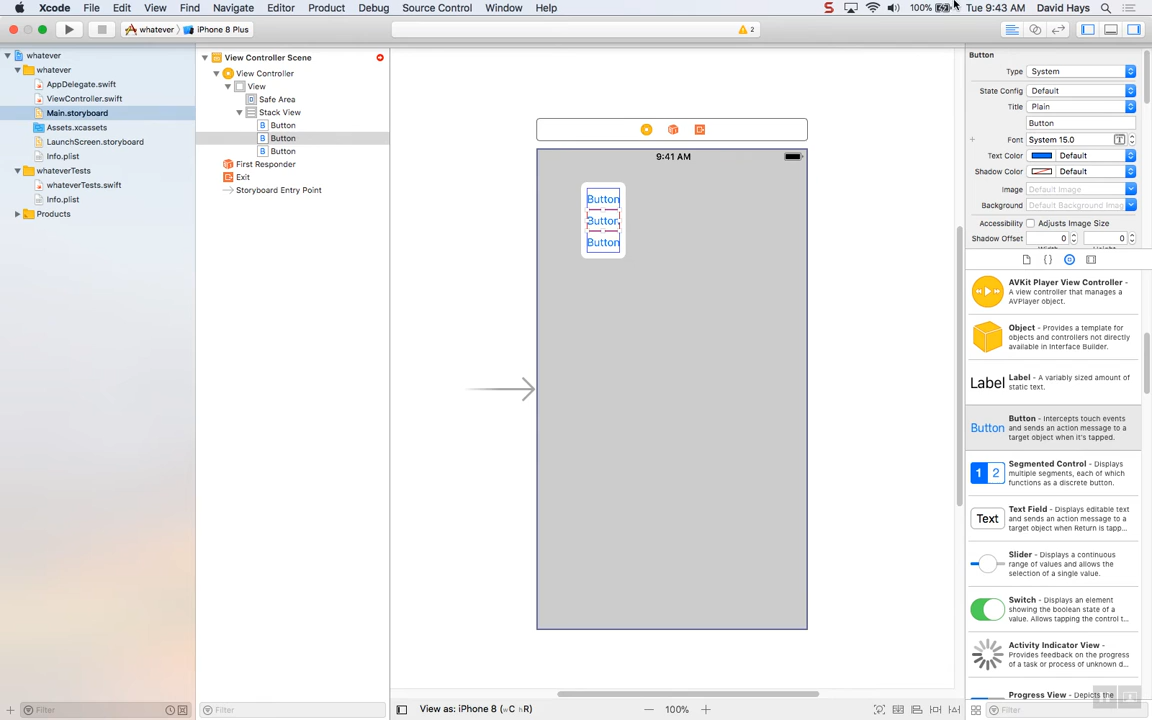 Xcode File Edit View Find Navigate Editor Product Debug Source Control Window Help S 100% Tue 9:43 AM David Hays
whatever iPhone 8 Plus 2
whatever
whatever
AppDelegate.swift
ViewController.swift
Main.storyboard
Assets.xcassets
LaunchScreen.storyboard
Info.plist
whateverTests
whateverTests.swift
Info.plist
Products
Filter
View Controller Scene
View Controller
View
Safe Area
Stack View
B Button
B Button
B Button
First Responder
Exit
Storyboard Entry Point
Filter
9:41 AM
Button
Button
Button
View as: iPhone 8 (wC hR)
100%
Button
Type System
State Config Default
Title Plain
Button
Font System 15.0
Text Color Default
Shadow Color Default
Image Default Image
Background Default Background Imag
Accessibility Adjusts Image Size
Shadow Offset 0 0
Width Height
{ }
AVKit Player View Controller -
A view controller that manages a
AVPlayer object.
Object - Provides a template for
objects and controllers not directly
available in Interface Builder.
Label
Label - A variably sized amount of
static text.
Button
Button - Intercepts touch events
and sends an action message to a
target object when it's tapped.
1 2
Segmented Control - Displays
multiple segments, each of which
functions as a discrete button.
Text
Text Field - Displays editable text
and sends an action message to a
target object when Return is tapp...
Slider - Displays a continuous
range of values and allows the
selection of a single value.
Switch - Displays an element
showing the boolean state of a
value. Allows tapping the control t...
Activity Indicator View -
Provides feedback on the progress
of a task or process of unknown d...
Progress View - Depicts the
Filter